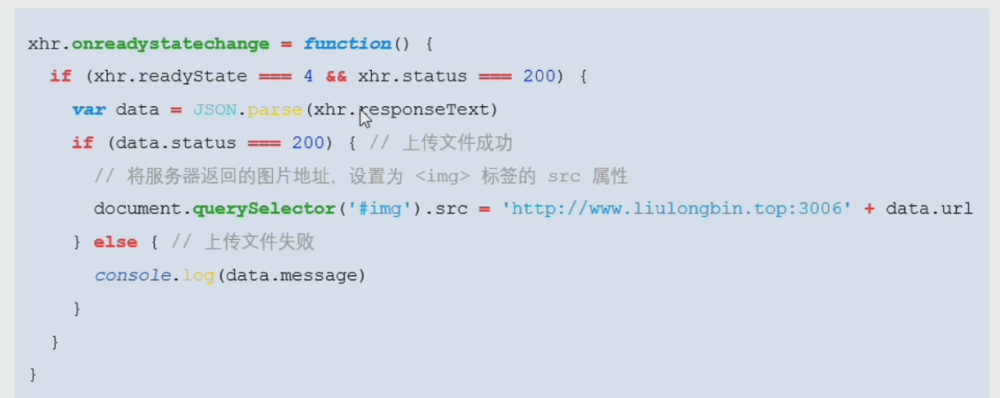 xhr.onreadystatechange = function() {
if (xhr.readyState === 4 && xhr.status === 200) {
var data = JSON.parse(xhr.responseText)
if (data.status === 200) { // 上传文件成功
// 将服务器返回的图片地址，设置为 <img> 标签的 src 属性
document.querySelector('#img').src = 'http://www.liulongbin.top:3006' + data.url
} else { // 上传文件失败
console.log(data.message)
}
}
}